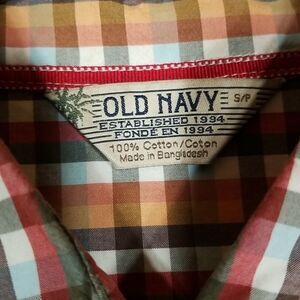 OLD NAVY
S/P
ESTABLISHED 1994
FONDÉ EN 1994
100% Cotton/Coton
Made in Bangladesh